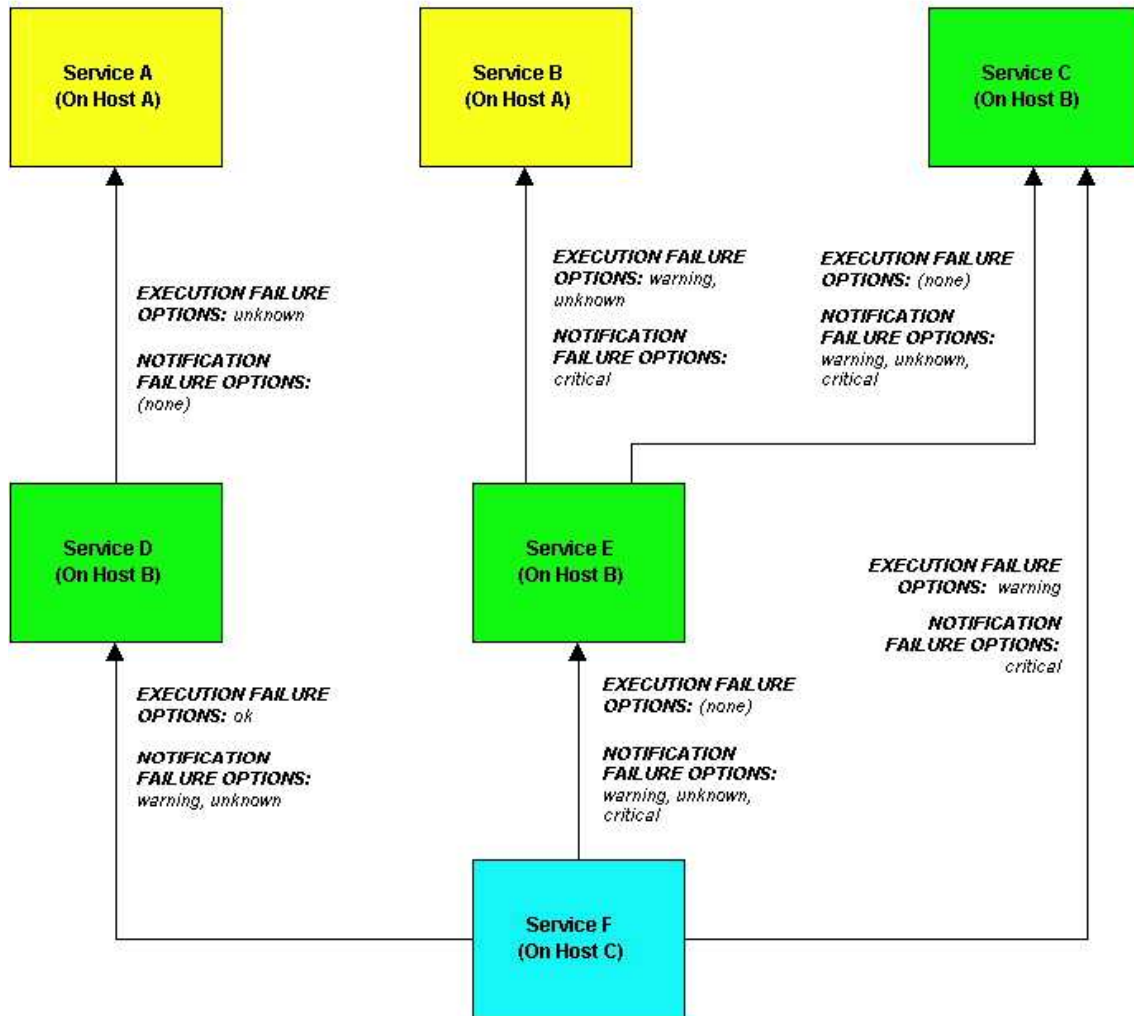 Service A
(On Host A)
Service B
(On Host A)
Service C
(On Host B)
EXECUTION FAILURE
OPTIONS: unknown
NOTIFICATION
FAILURE OPTIONS:
(none)
EXECUTION FAILURE
OPTIONS: warning,
unknown
NOTIFICATION
FAILURE OPTIONS:
critical
EXECUTION FAILURE
OPTIONS: (none)
NOTIFICATION
FAILURE OPTIONS:
warning, unknown,
critical
Service D
(On Host B)
Service E
(On Host B)
EXECUTION FAILURE
OPTIONS: warning
NOTIFICATION
FAILURE OPTIONS:
critical
EXECUTION FAILURE
OPTIONS: ok
NOTIFICATION
FAILURE OPTIONS:
warning, unknown
EXECUTION FAILURE
OPTIONS: (none)
NOTIFICATION
FAILURE OPTIONS:
warning, unknown,
critical
Service F
(On Host C)